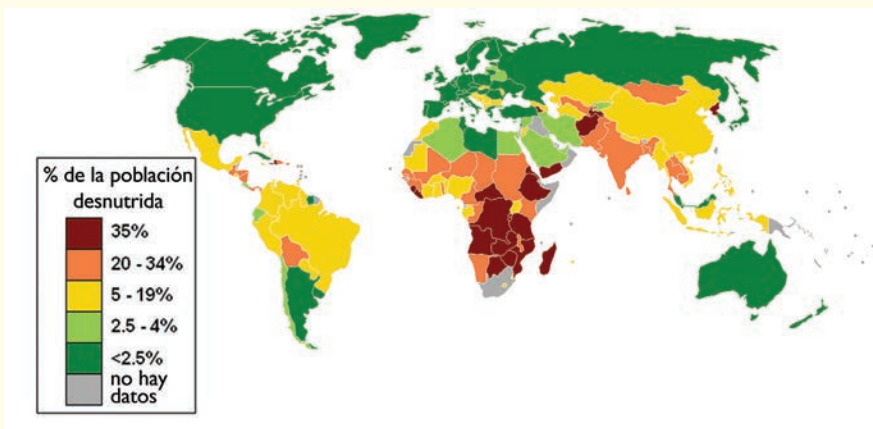 % de la población
desnutrida
35%
20 - 34%
5 - 19%
2.5 - 4%
<2.5%
no hay
datos